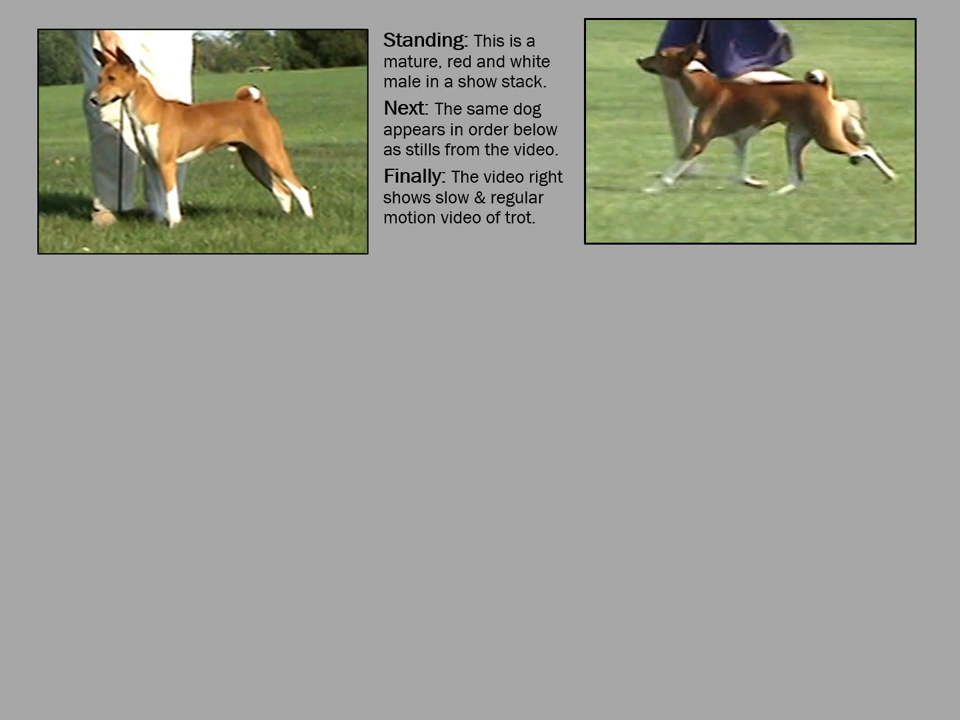 Standing: This is a
mature, red and white
male in a show stack.
Next: The same dog
appears in order below
as stills from the video.
Finally: The video right
shows slow & regular
motion video of trot.